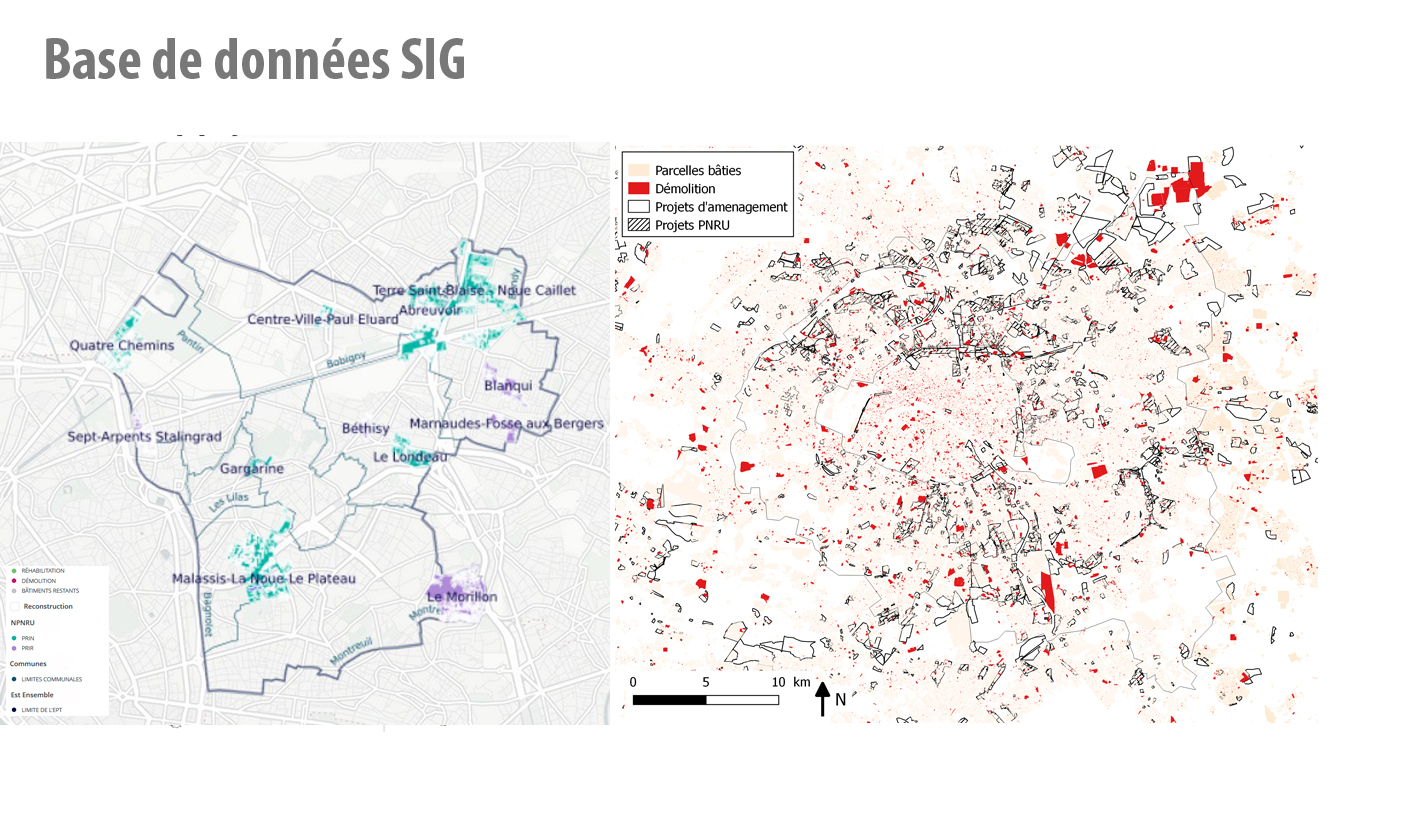 Base de données SIG
Terre Saint-Blaise - Noue Caillet
Bondy
Abreuvoir
Centre-Ville-Paul Eluard
Quatre Chemins
Pantin
Bobigny
Blanqui
Béthisy
Marnaudes-Fosse aux Bergers
Sept-Arpents Stalingrad
Le Londeau
Gargarine
Les Lilas
Malassis-La Noue-Le Plateau
Le Morillon
Bagnolet
Montreuil
RÉHABILITATION
DÉMOLITION
BÂTIMENTS RESTANTS
Reconstruction
NPNRU
PRIN
PRIR
Communes
LIMITES COMMUNALES
Est Ensemble
LIMITE DE L'EPT
Parcelles bâties
Démolition
Projets d'amenagement
Projets PNRU
0 5 10 km
N